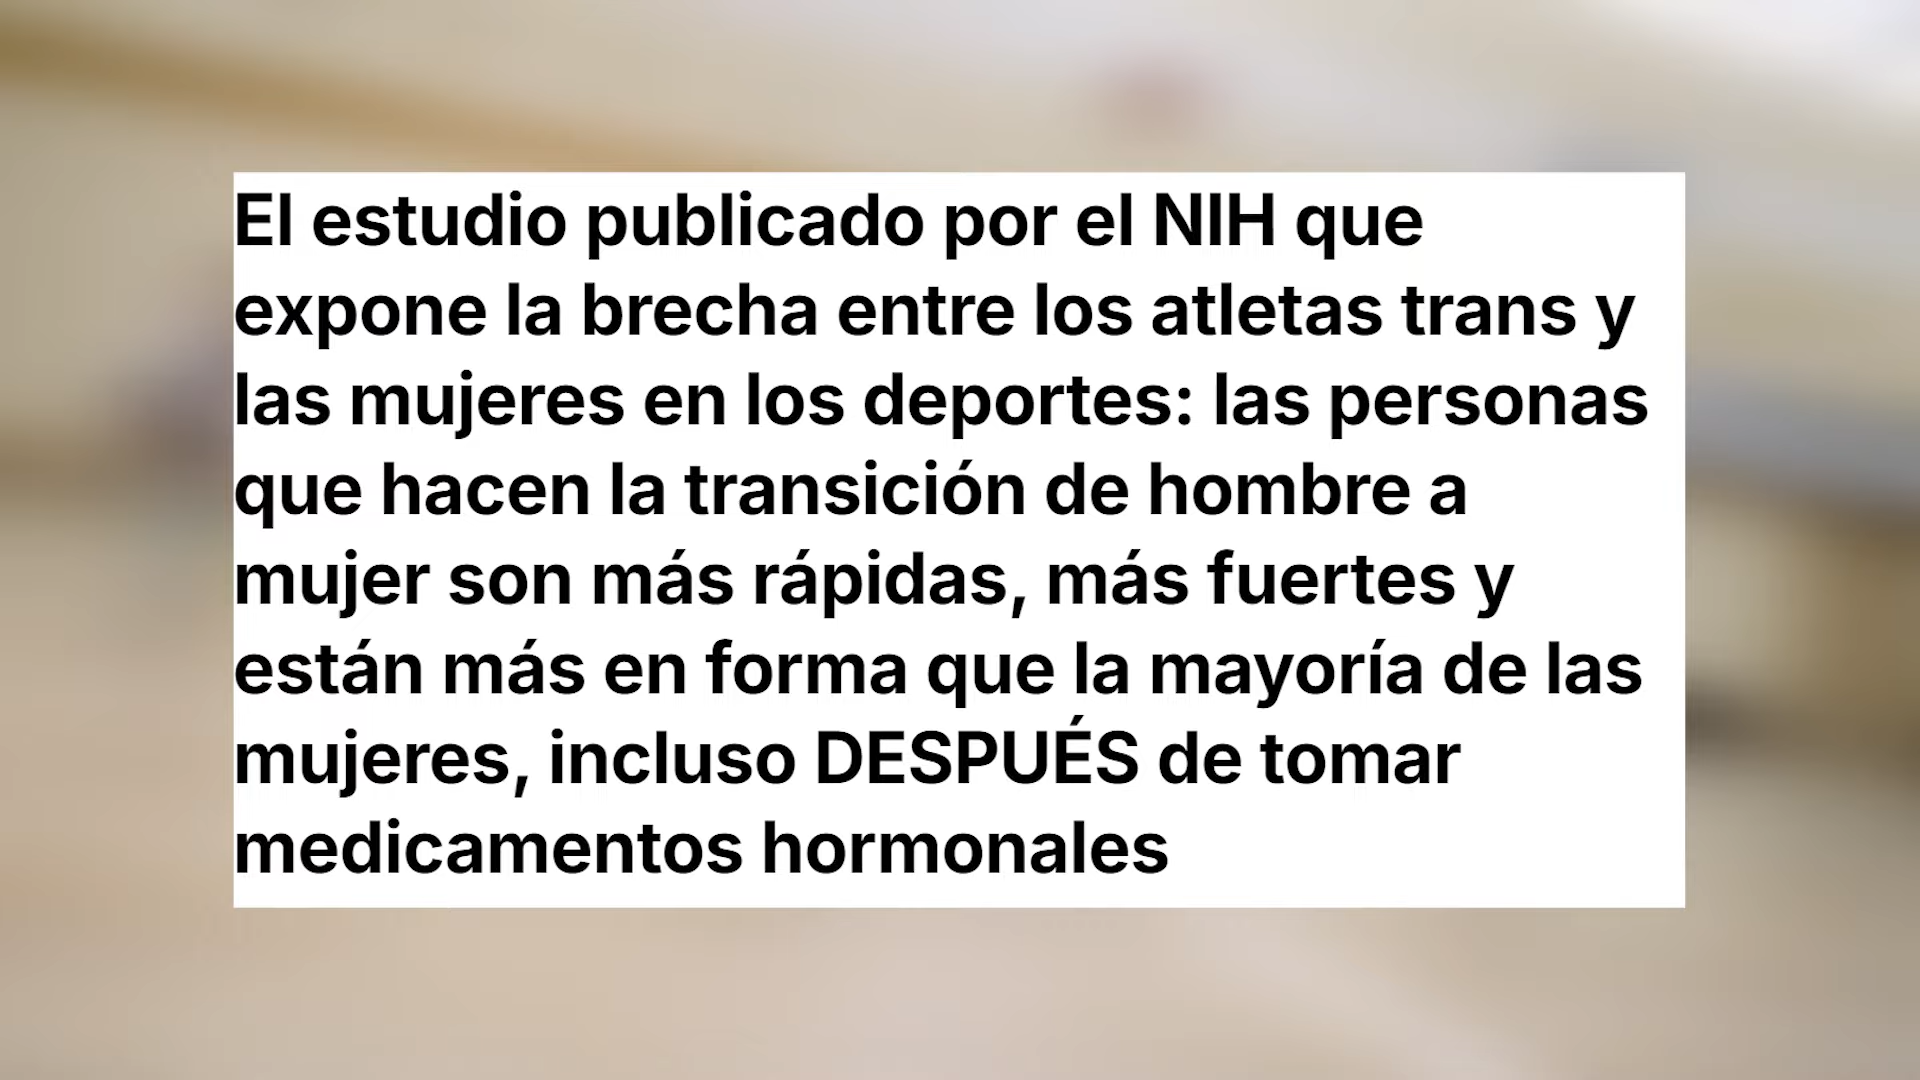 El estudio publicado por el NIH que
expone la brecha entre los atletas trans y
las mujeres en los deportes: las personas
que hacen la transición de hombre a
mujer son más rápidas, más fuertes y
están más en forma que la mayoría de las
mujeres, incluso DESPUÉS de tomar
medicamentos hormonales